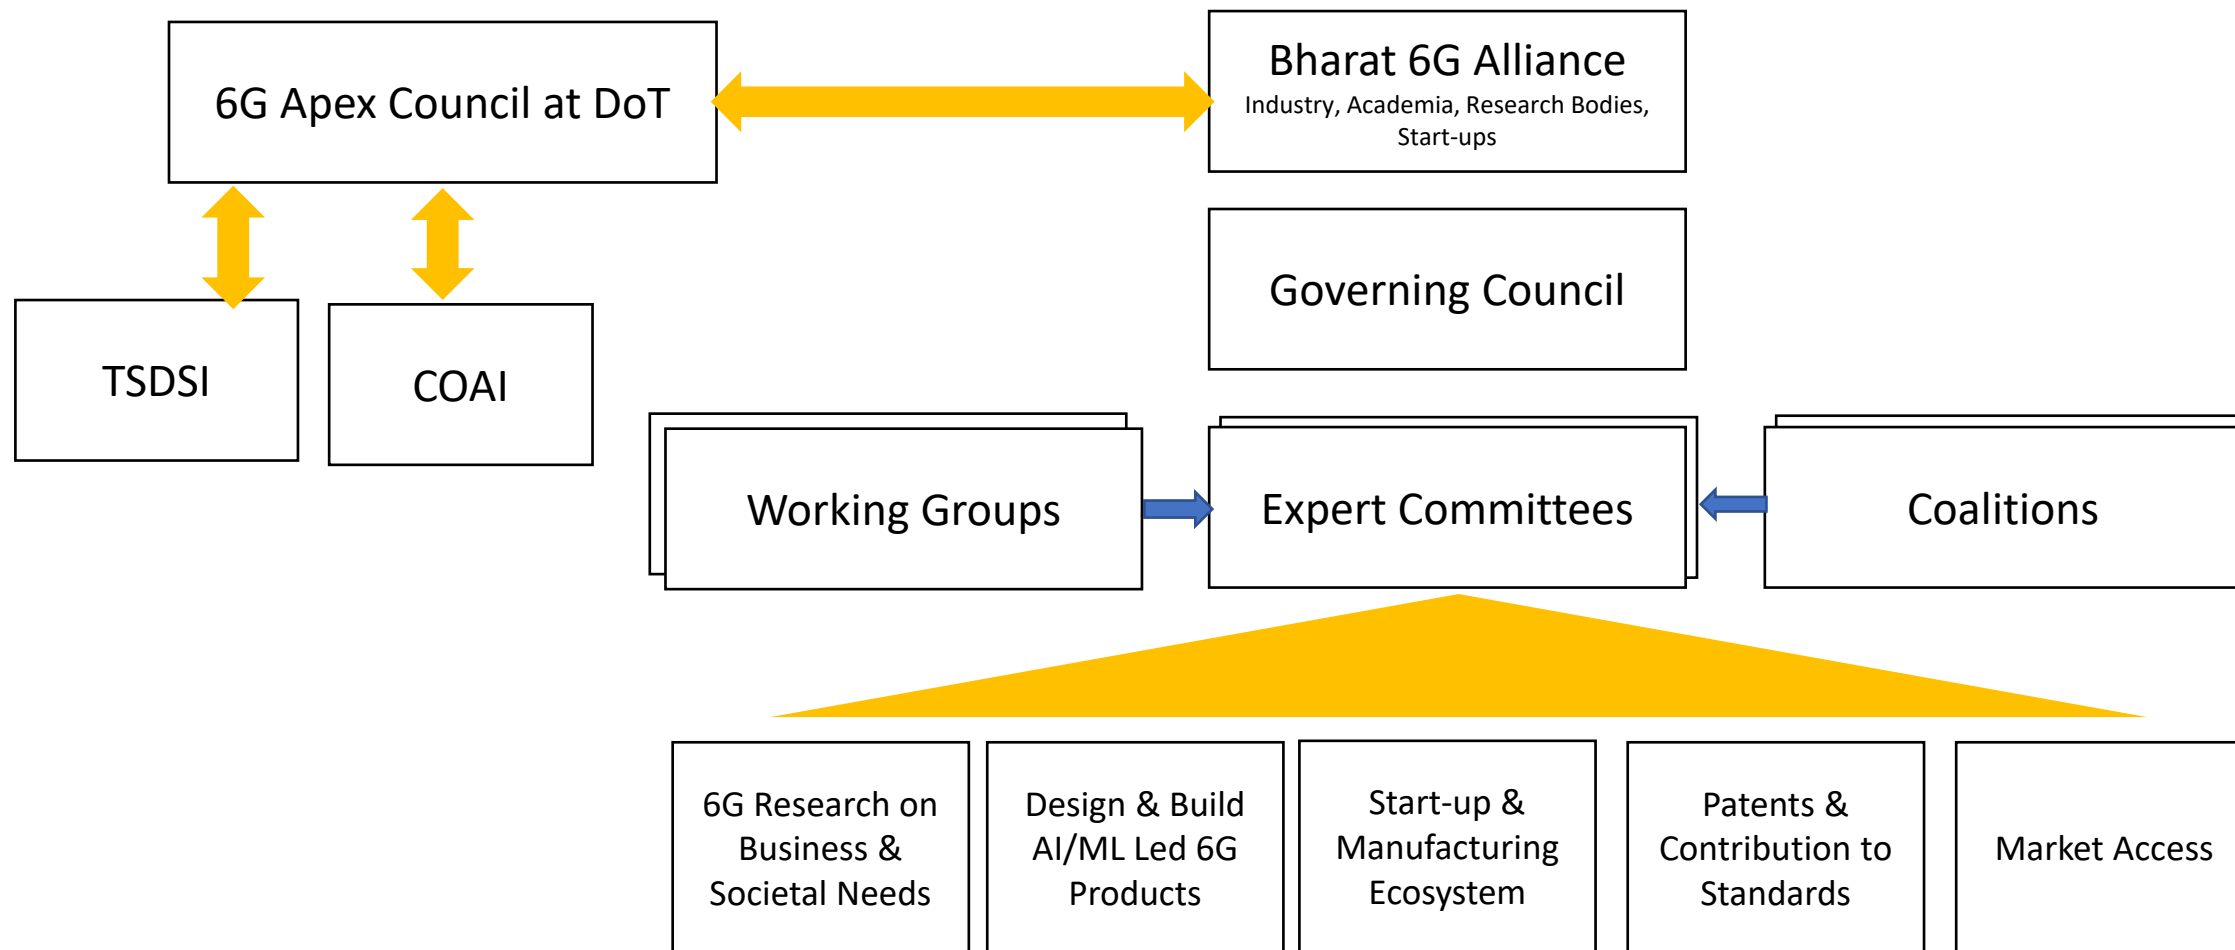 6G Apex Council at DoT
Bharat 6G Alliance
Industry, Academia, Research Bodies,
Start-ups
Governing Council
TSDSI
COAI
Working Groups
Expert Committees
Coalitions
6G Research on
Business &
Societal Needs
Design & Build
AI/ML Led 6G
Products
Start-up &
Manufacturing
Ecosystem
Patents &
Contribution to
Standards
Market Access